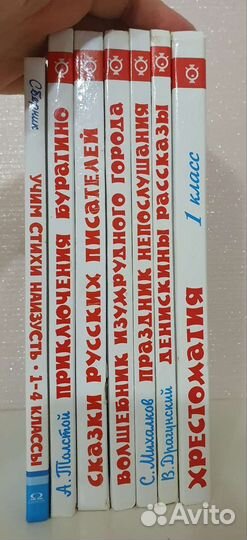 Сборник
УЧИМ СТИХИ НАИЗУСТЬ • 1-4 КЛАССЫ
А. Толстой
ПРИКЛЮЧЕНИЯ БУРАТИНО
СКАЗКИ РУССКИХ ПИСАТЕЛЕЙ
ВОЛШЕБНИК ИЗУМРУДНОГО ГОРОДА
С. Михалков
ПРАЗДНИК НЕПОСЛУШАНИЯ
В. Драгунский
ДЕНИСКИНЫ РАССКАЗЫ
ХРЕСТОМАТИЯ
1 класс
Avito